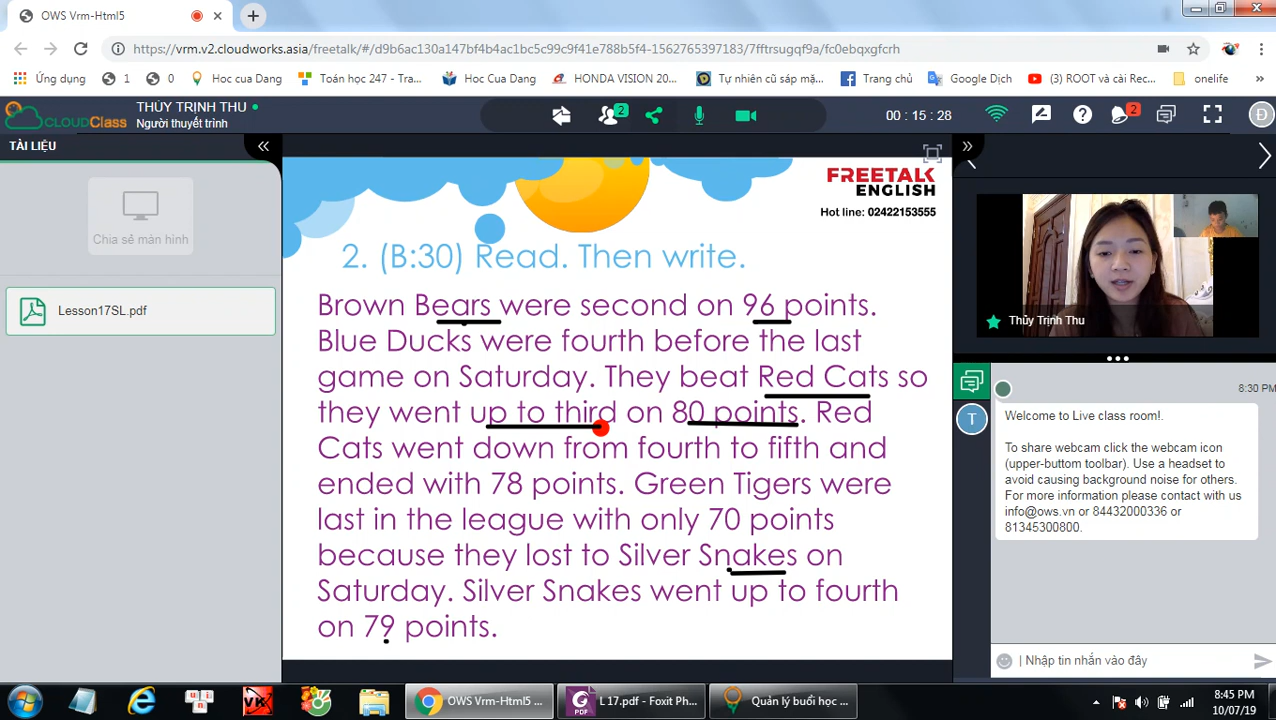 OWS Vrm-Html5
https://vrm.v2.cloudworks.asia/freetalk/#/d9b6ac130a147bf4b4ac1bc5c99c9f41e788b5f4-1562765397183/7fftrsugqf9a/fc0ebqxgfcrh
Ứng dụng 1 0 Hoc cua Dang Toán học 247 - Tra... Hoc Cua Dang HONDA VISION 20... Tự nhiên cũ sáp mặ... Trang chủ Google Dịch (3) ROOT và cài Rec... onelife »
CLOUDClass
THỦY TRỊNH THU
Người thuyết trình
2
00 : 15 : 28
2
Đ
TÀI LIỆU
Chia sẻ màn hình
Lesson17SL.pdf
FREETALK
ENGLISH
Hot line: 02422153555
2. (B:30) Read. Then write.
Brown Bears were second on 96 points.
Blue Ducks were fourth before the last
game on Saturday. They beat Red Cats so
they went up to third on 80 points. Red
Cats went down from fourth to fifth and
ended with 78 points. Green Tigers were
last in the league with only 70 points
because they lost to Silver Snakes on
Saturday. Silver Snakes went up to fourth
on 79 points.
Thủy Trịnh Thu
8:30 PM
T
Welcome to Live class room!.
To share webcam click the webcam icon
(upper-buttom toolbar). Use a headset to
avoid causing background noise for others.
For more information please contact with us
info@ows.vn or 84432000336 or
81345300800.
Nhập tin nhắn vào đây
OWS Vrm-Html5 ...
L 17.pdf - Foxit Ph...
Quản lý buổi học ...
8:45 PM
10/07/19